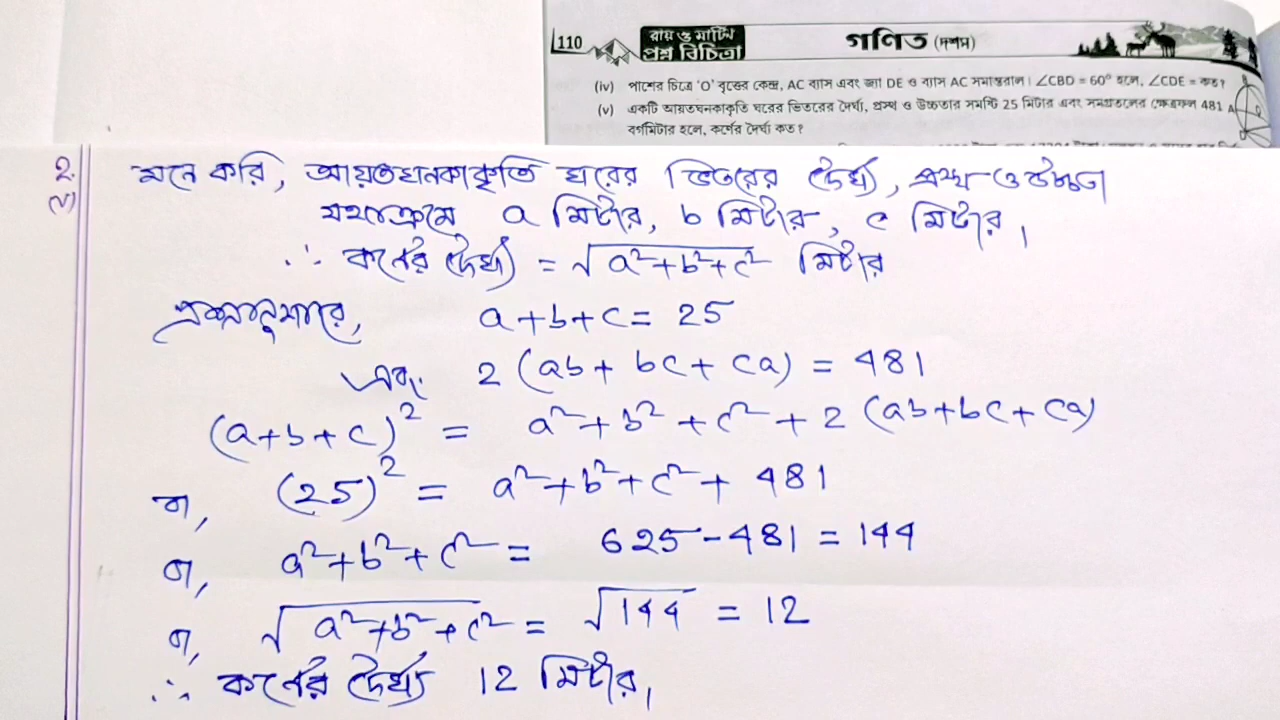 110
রায় ও মার্টিন
প্রশ্ন বিচিত্রা
গণিত (দশম)
(iv) পাশের চিত্রে ‘O’ বৃত্তের কেন্দ্র, AC ব্যাস এবং জ্যা DE ও ব্যাস AC সমান্তরাল। ∠CBD = 60° হলে, ∠CDE = কত?
(v) একটি আয়তঘনকাকৃতি ঘরের ভিতরের দৈর্ঘ্য, প্রস্থ ও উচ্চতার সমষ্টি 25 মিটার এবং সমগ্রতলের ক্ষেত্রফল 481
বর্গমিটার হলে, কর্ণের দৈর্ঘ্য কত?
A
2.
(v)
মনে করি, আয়তঘনকাকৃতি ঘরের ভিতরের দৈর্ঘ্য, প্রস্থ ও উচ্চতা
যথাক্রমে a মিটার, b মিটার, c মিটার।
∴ কর্ণের দৈর্ঘ্য = √a²+b²+c² মিটার
প্রশ্নানুসারে, a+b+c = 25
এবং 2 (ab+ bc+ ca) = 481
(a+b+c)² = a²+b²+c²+2 (ab+bc+ca)
বা, (25)² = a²+b²+c²+ 481
বা, a²+b²+c² = 625-481 = 144
বা, √a²+b²+c² = √144 = 12
∴ কর্ণের দৈর্ঘ্য 12 মিটার।